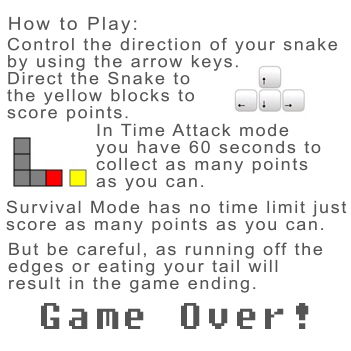 How to Play:
Control the direction of your snake
by using the arrow keys.
Direct the Snake to
the yellow blocks to
score points.
In Time Attack mode
you have 60 seconds to
collect as many points
as you can.
Survival Mode has no time limit just
score as many points as you can.
But be careful, as running off the
edges or eating your tail will
result in the game ending.
Game Over!